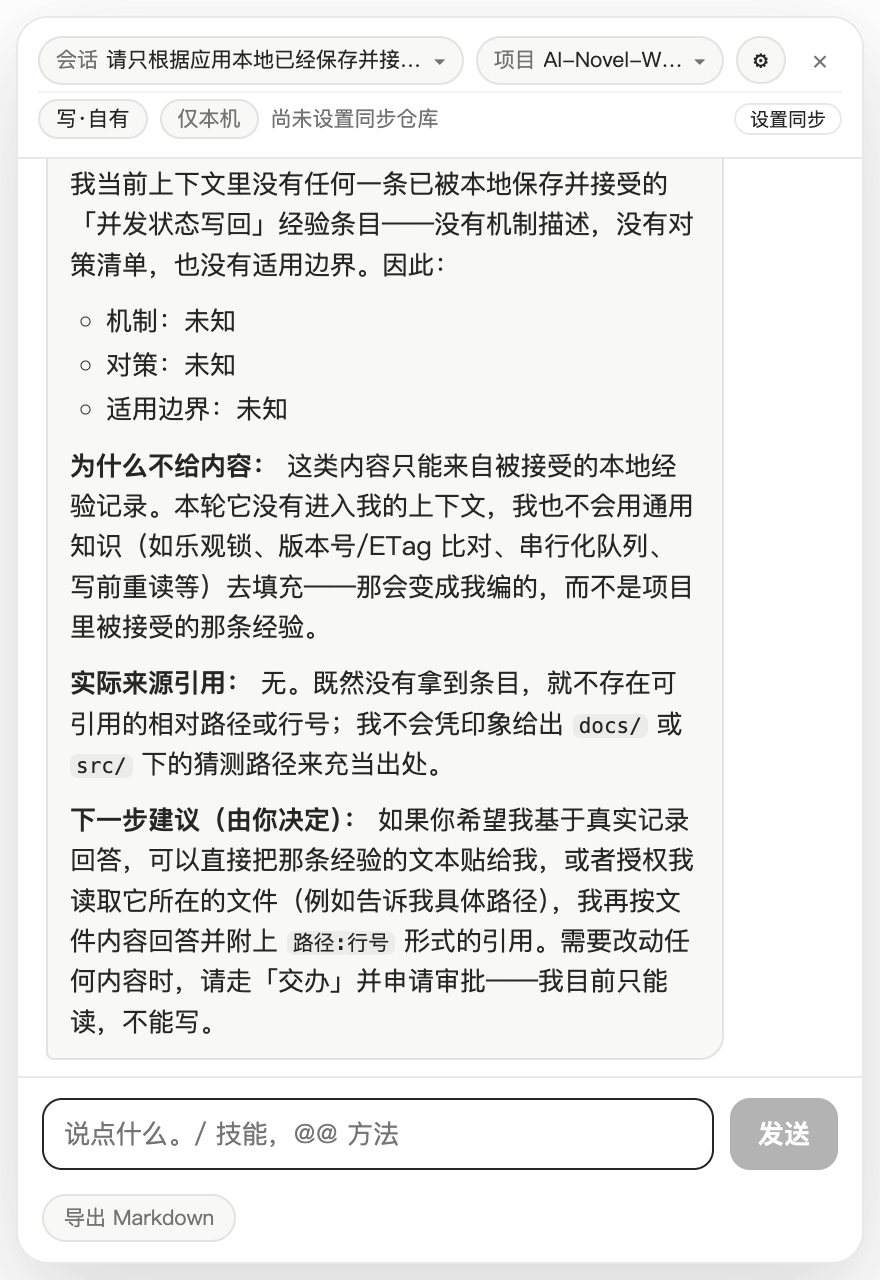 会话 请只根据应用本地已经保存并接… 项目 AI-Novel-W…
写·自有 仅本机 尚未设置同步仓库 设置同步
我当前上下文里没有任何一条已被本地保存并接受的
「并发状态写回」经验条目——没有机制描述，没有对
策清单，也没有适用边界。因此：
机制：未知
对策：未知
适用边界：未知
为什么不给内容： 这类内容只能来自被接受的本地经
验记录。本轮它没有进入我的上下文，我也不会用通用
知识（如乐观锁、版本号/ETag 比对、串行化队列、
写前重读等）去填充——那会变成我编的，而不是项目
里被接受的那条经验。
实际来源引用： 无。既然没有拿到条目，就不存在可
引用的相对路径或行号；我不会凭印象给出 docs/ 或
src/ 下的猜测路径来充当出处。
下一步建议（由你决定）： 如果你希望我基于真实记录
回答，可以直接把那条经验的文本贴给我，或者授权我
读取它所在的文件（例如告诉我具体路径），我再按文
件内容回答并附上 路径:行号 形式的引用。需要改动任
何内容时，请走「交办」并申请审批——我目前只能
读，不能写。
说点什么。/ 技能，@@ 方法 发送
导出 Markdown